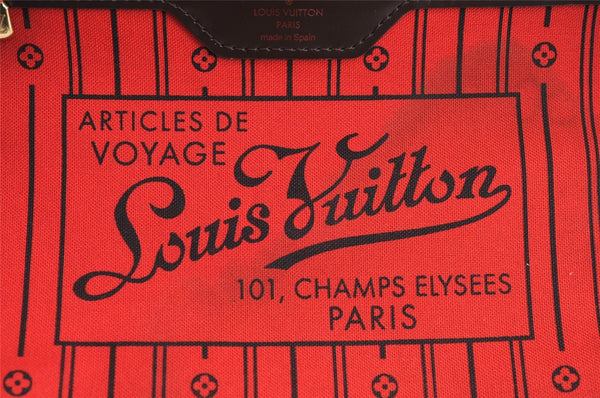 LOUIS VUITTON
PARIS
made in Spain
ARTICLES DE
VOYAGE
Louis Vuitton
101, CHAMPS ELYSEES
PARIS